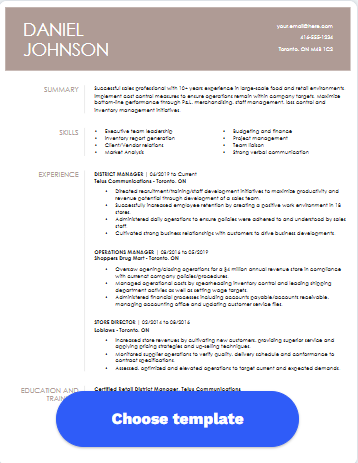 DANIEL
JOHNSON
your.email@here.com
416-555-1234
Toronto, ON M4B 1C2
SUMMARY
Successful sales professional with 10+ years experience in large-scale food and retail environments.
Implement cost control measures to ensure operations remain within company targets. Maximize
bottom-line performance through P&L, merchandising, staff management, loss control and
inventory management initiatives.
SKILLS
• Executive team leadership
• Inventory report generation
• Client/Vendor relations
• Market Analysis
• Budgeting and finance
• Project management
• Team liaison
• Strong verbal communication
EXPERIENCE
DISTRICT MANAGER | 06/2019 to Current
Telus Communications - Toronto, ON
• Directed recruitment/training/staff development initiatives to maximize productivity and
revenue potential through development of a sales team
• Successfully increased employee retention by creating a positive work environment in 18
stores
• Administered daily operations to ensure policies were adhered to and understood by sales
staff
• Cultivated strong business relationships with customers to drive business developments
OPERATIONS MANAGER | 05/2016 to 05/2019
Shoppers Drug Mart - Toronto, ON
• Oversaw opening/closing operations for a $4 million annual revenue store in compliance
with current company policies/procedures
• Managed operational costs by spearheading inventory control and leading shipping
department activities as well as setting wage targets.
• Administered financial processes including accounts payable/accounts receivable,
managing accounting office and updating customer service files.
STORE DIRECTOR | 02/2014 to 05/2016
Loblaws - Toronto, ON
• Increased store revenues by cultivating new customers, providing superior service and
applying pricing strategies and up-selling techniques.
• Monitored supplier operations to verify quality, delivery schedule and conformance to
contract specifications
• Assessed, optimized and elevated operations to target current and expected demands.
EDUCATION AND
Certified Retail District Manager, Telus Communications
Choose template